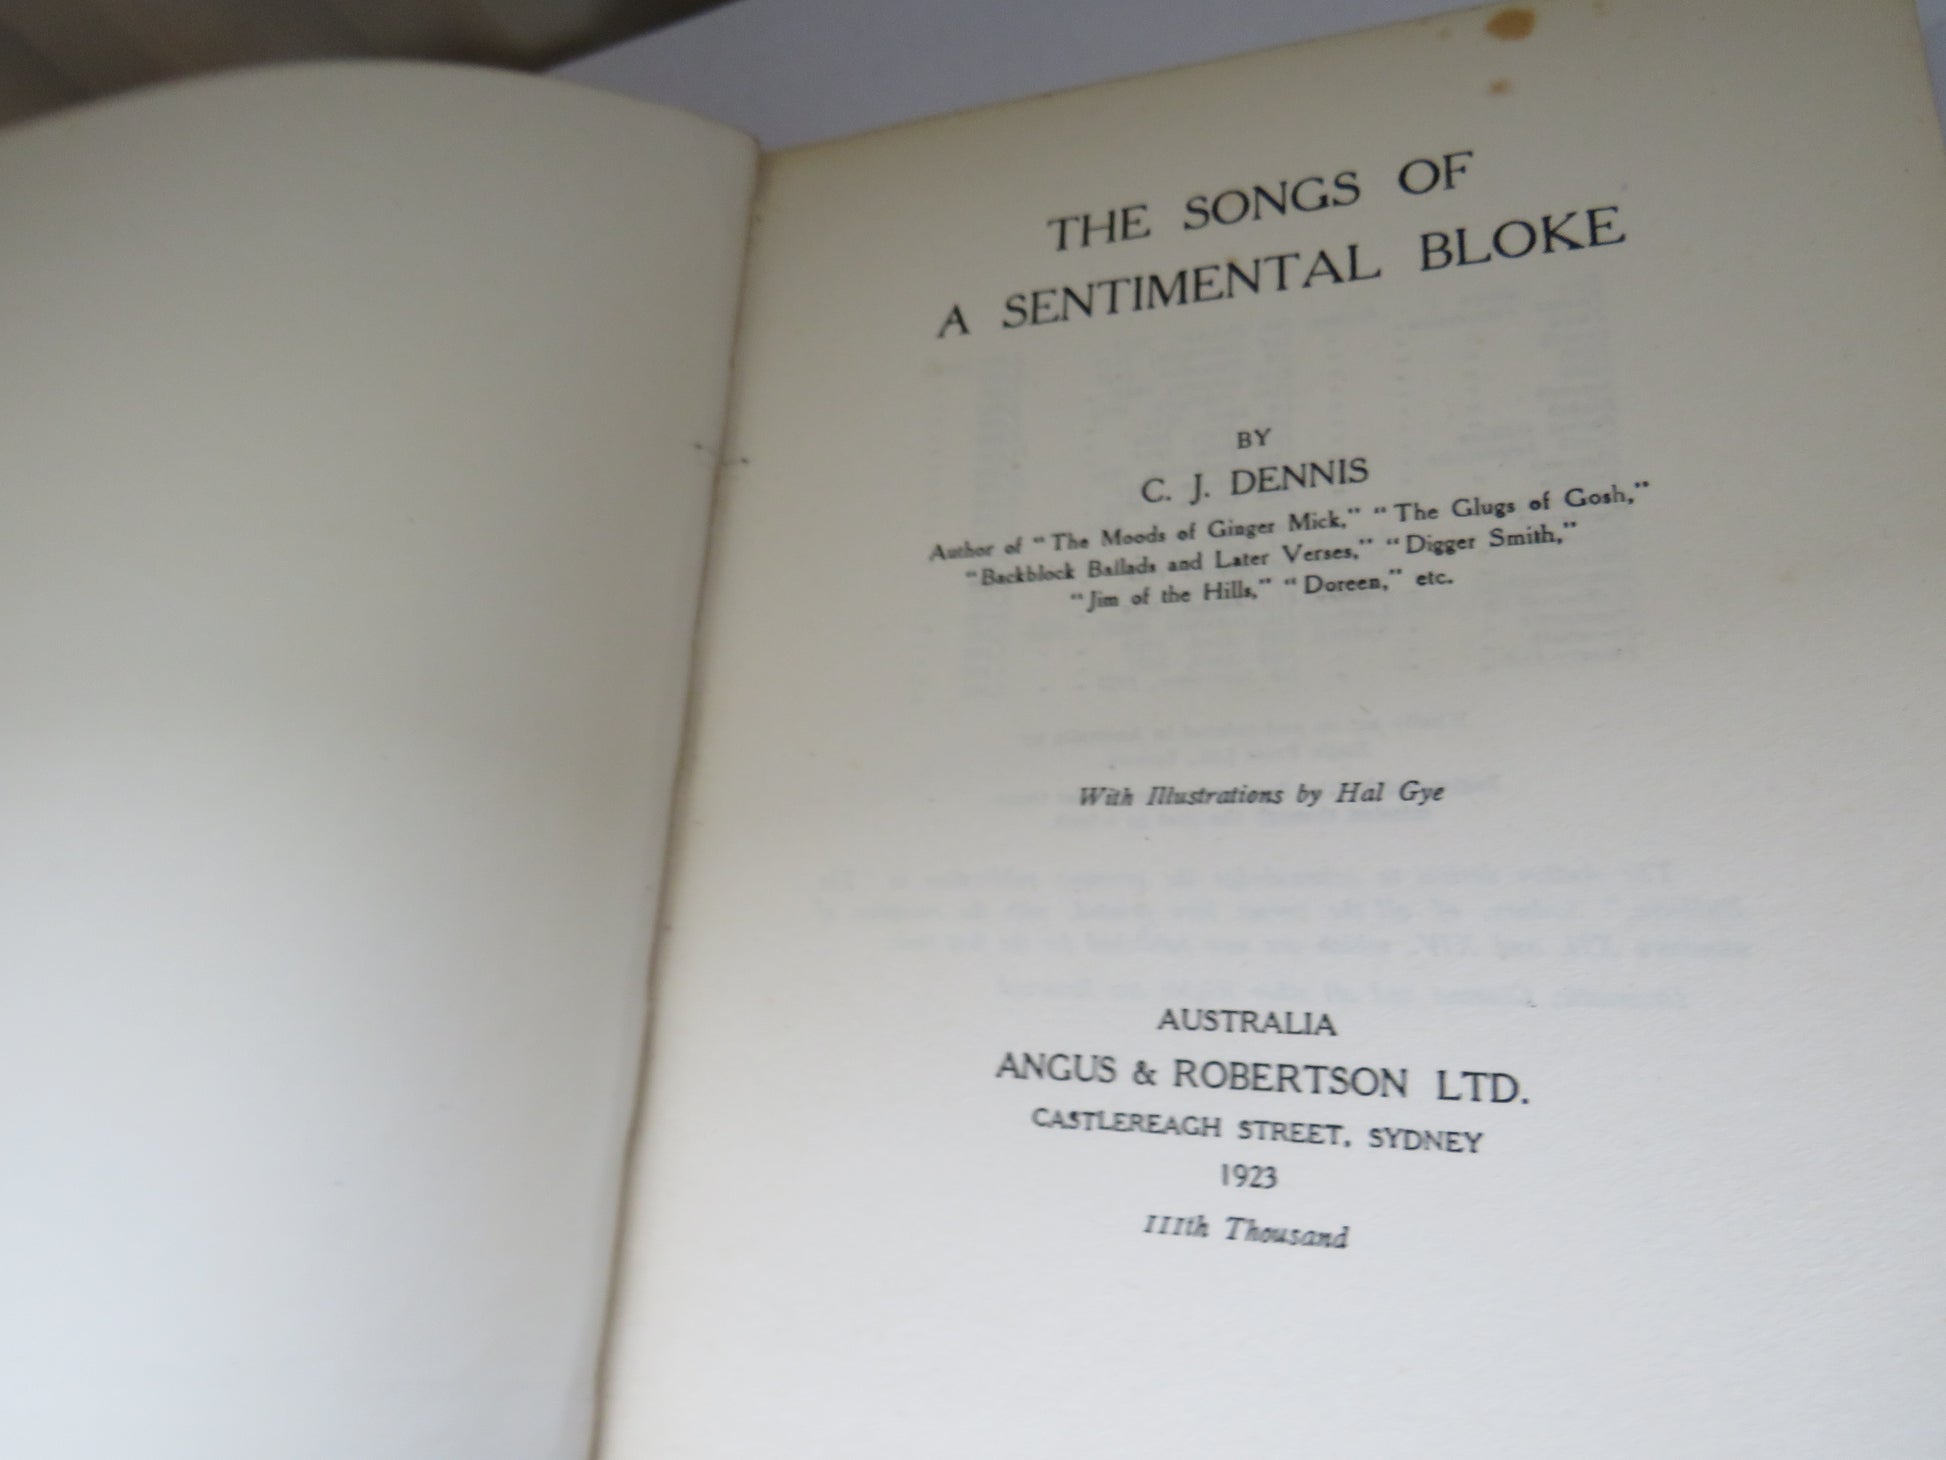 THE SONGS OF
A SENTIMENTAL BLOKE
BY
C. J. DENNIS
Author of "The Moods of Ginger Mick," "The Glugs of Gosh,"
"Backblock Ballads and Later Verses," "Digger Smith,"
"Jim of the Hills," "Doreen," etc.
With Illustrations by Hal Gye
AUSTRALIA
ANGUS & ROBERTSON LTD.
CASTLEREAGH STREET, SYDNEY
1923
111th Thousand